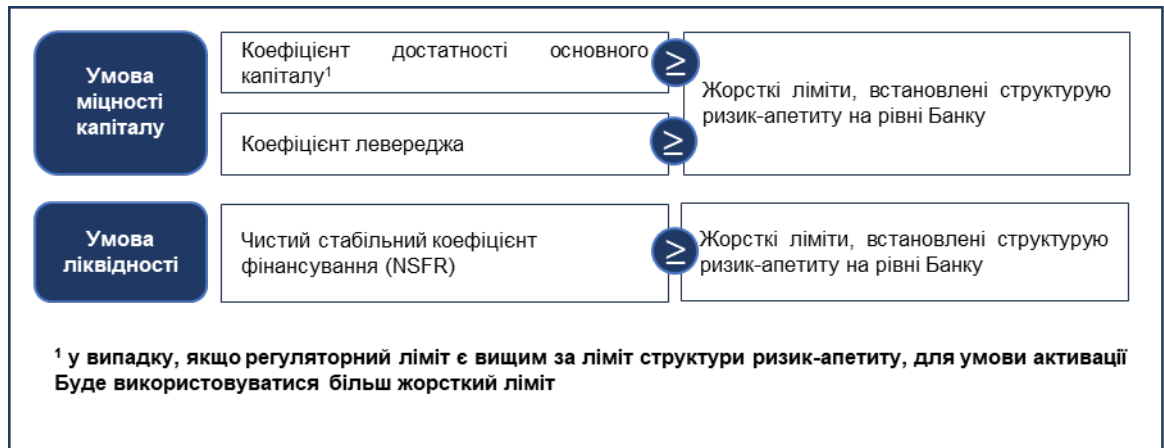 Умова
міцності
капіталу
Коефіцієнт достатності основного
капіталу¹
≥
Коефіцієнт левереджа
≥
Жорсткі ліміти, встановлені структурую
ризик-апетиту на рівні Банку
Умова
ліквідності
Чистий стабільний коефіцієнт
фінансування (NSFR)
≥
Жорсткі ліміти, встановлені структурую
ризик-апетиту на рівні Банку
¹ у випадку, якщо регуляторний ліміт є вищим за ліміт структури ризик-апетиту, для умови активації
Буде використовуватися більш жорсткий ліміт